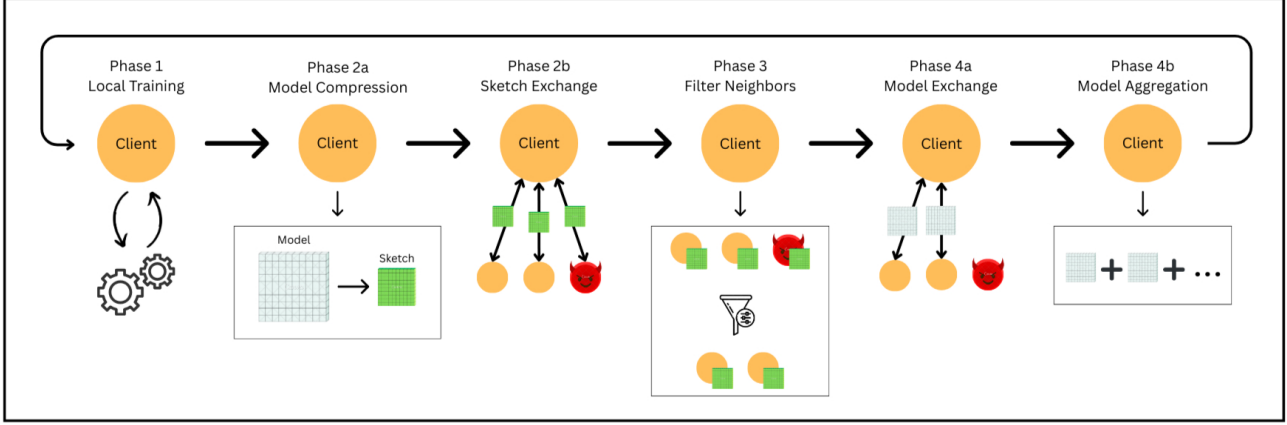 Phase 1
Local Training
Client
Phase 2a
Model Compression
Client
Model
Sketch
Phase 2b
Sketch Exchange
Client
Phase 3
Filter Neighbors
Client
Phase 4a
Model Exchange
Client
Phase 4b
Model Aggregation
Client
+ + ...